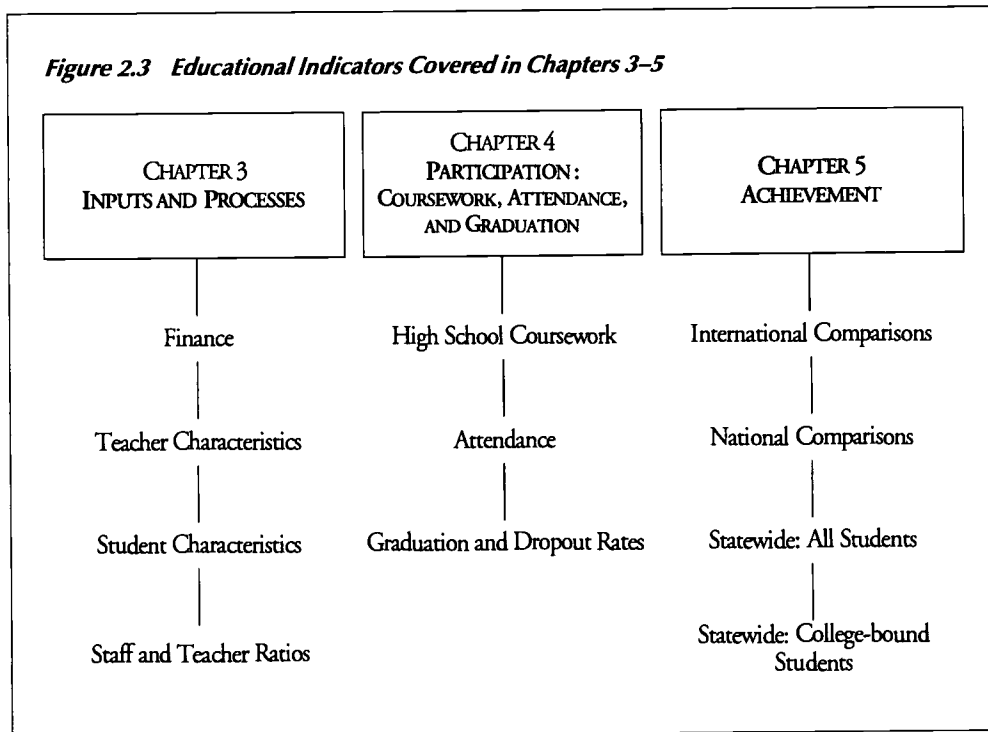 Figure 2.3 Educational Indicators Covered in Chapters 3–5
CHAPTER 3
INPUTS AND PROCESSES
Finance
Teacher Characteristics
Student Characteristics
Staff and Teacher Ratios
CHAPTER 4
PARTICIPATION:
COURSEWORK, ATTENDANCE,
AND GRADUATION
High School Coursework
Attendance
Graduation and Dropout Rates
CHAPTER 5
ACHIEVEMENT
International Comparisons
National Comparisons
Statewide: All Students
Statewide: College-bound
Students